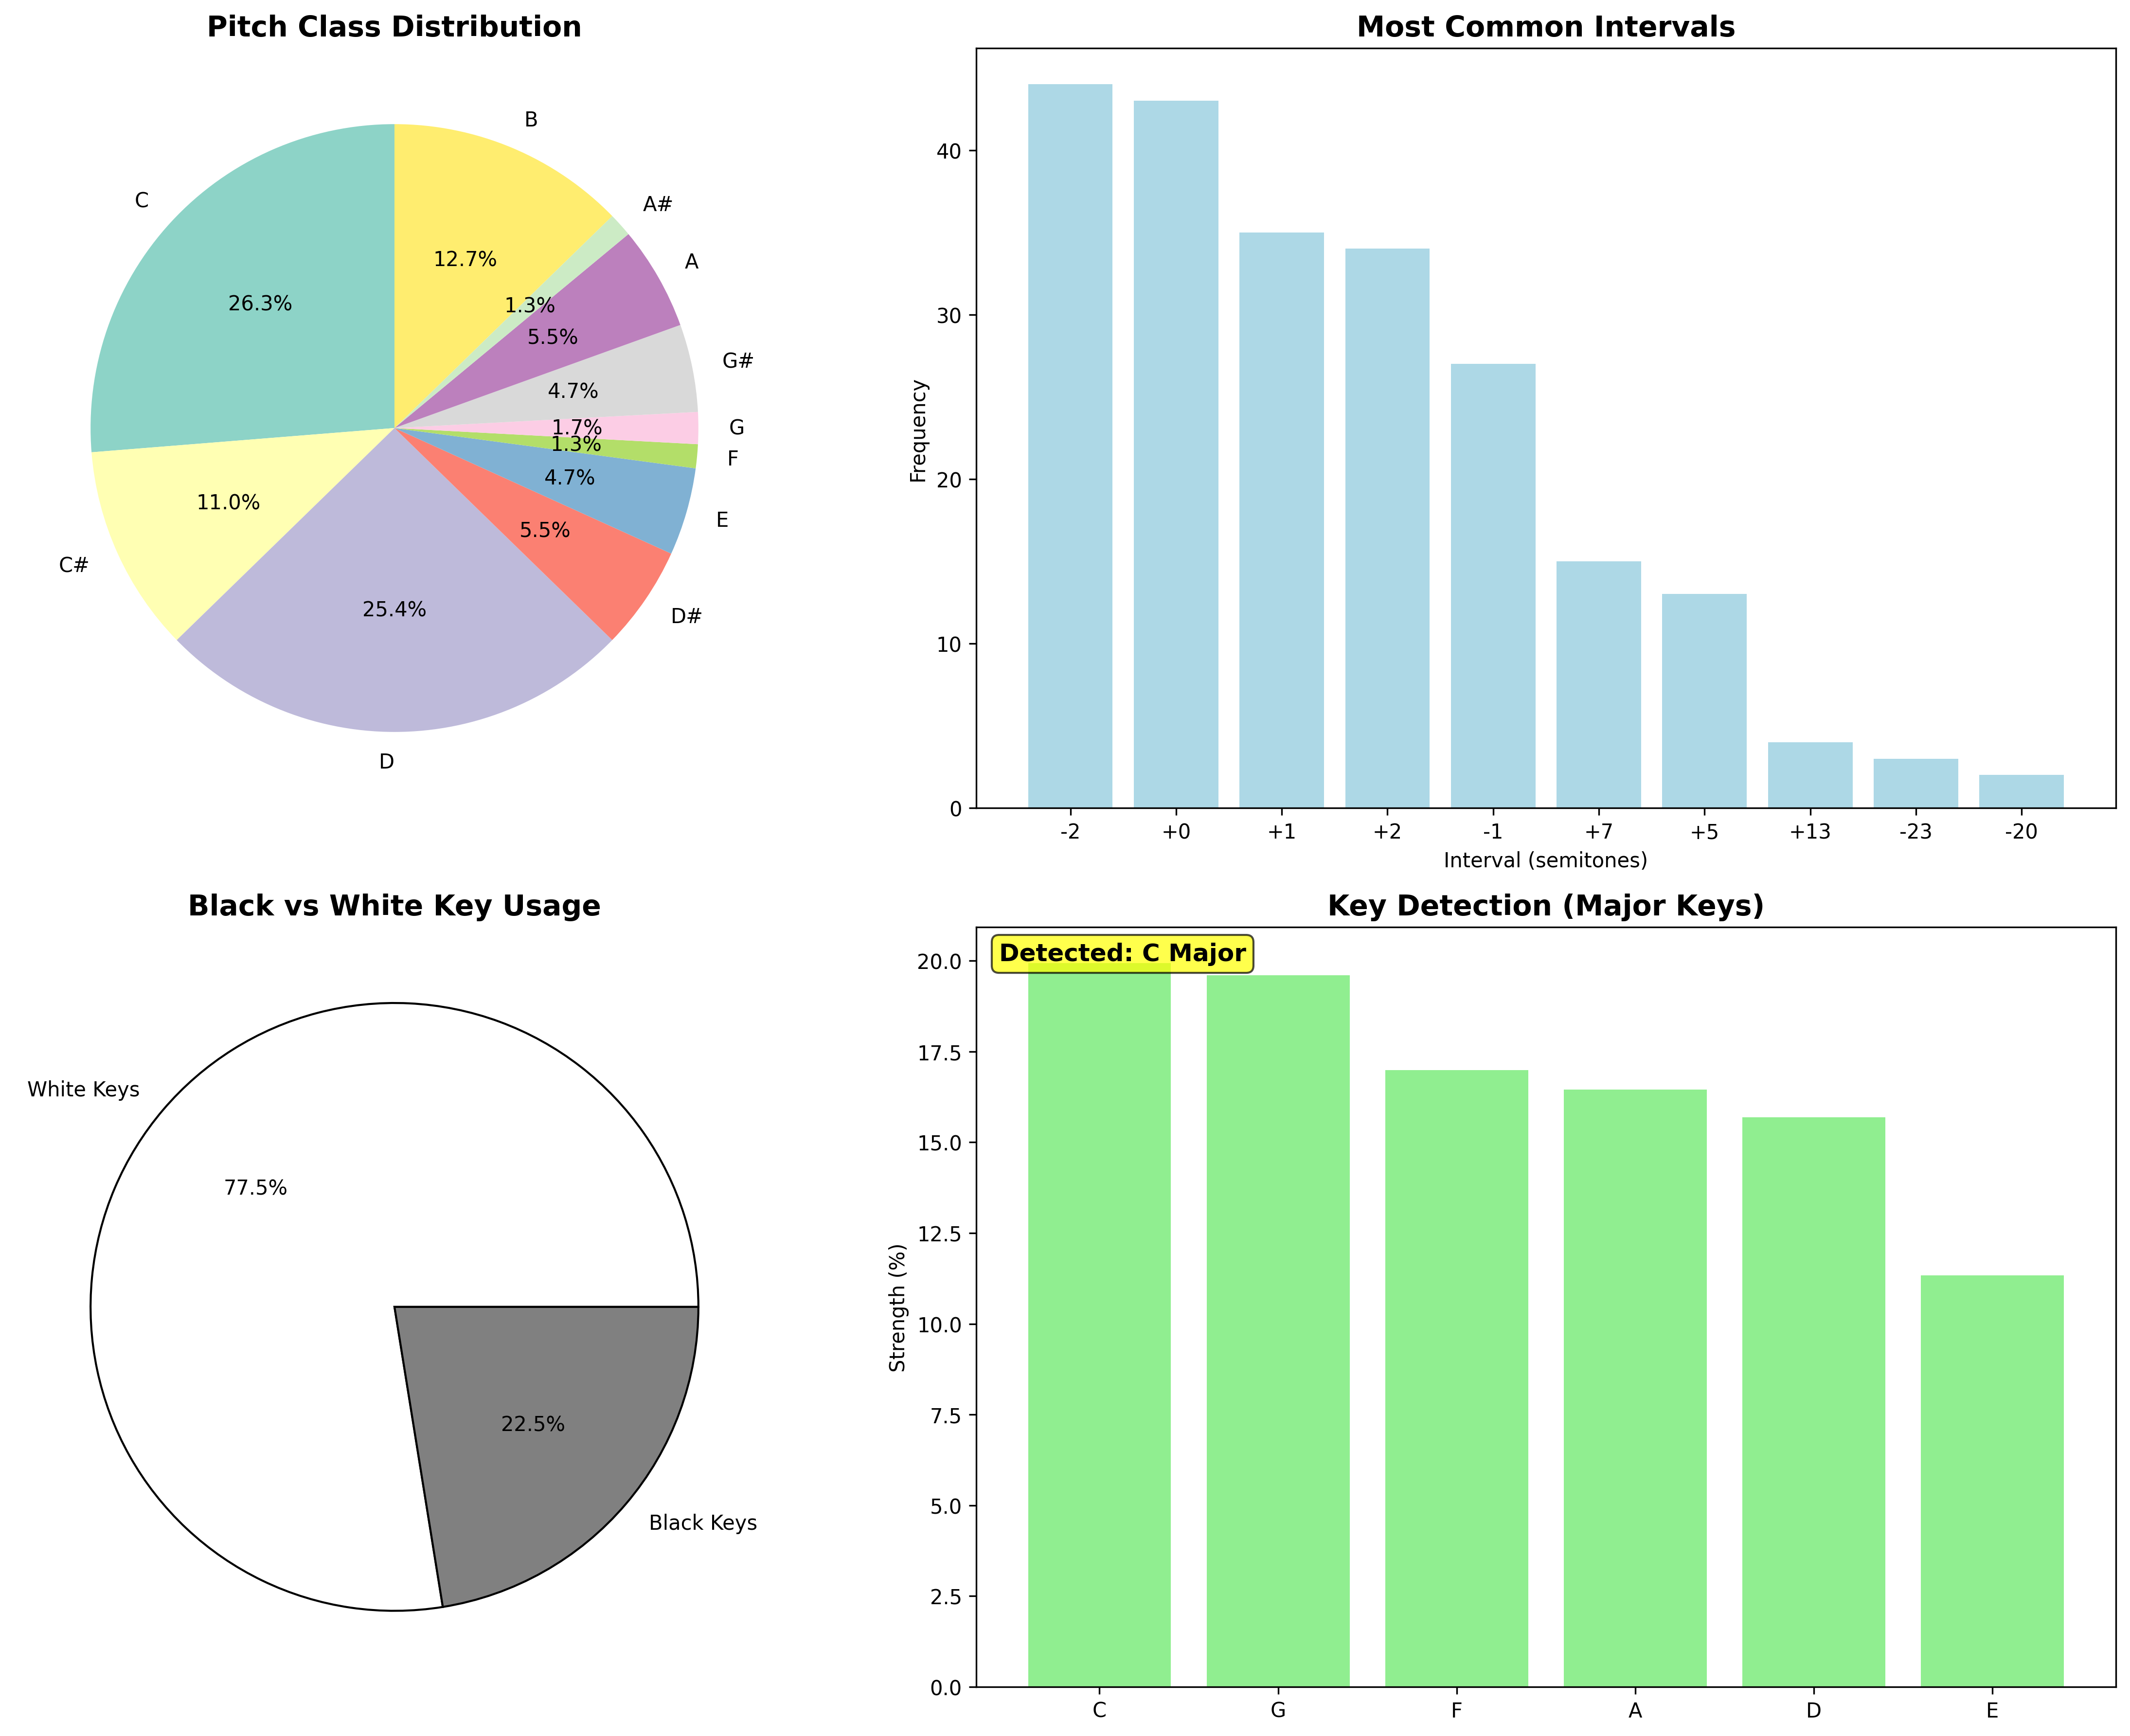 Pitch Class Distribution
B
A#
C
A
12.7%
1.3%
26.3%
5.5%
G#
4.7%
1.7%
G
1.3%
F
4.7%
11.0%
E
5.5%
C#
25.4%
D#
D
Most Common Intervals
Frequency
40
30
20
10
0
-2
+0
+1
+2
-1
+7
+5
+13
-23
-20
Interval (semitones)
Black vs White Key Usage
White Keys
77.5%
22.5%
Black Keys
Key Detection (Major Keys)
Detected: C Major
Strength (%)
20.0
17.5
15.0
12.5
10.0
7.5
5.0
2.5
0.0
C
G
F
A
D
E